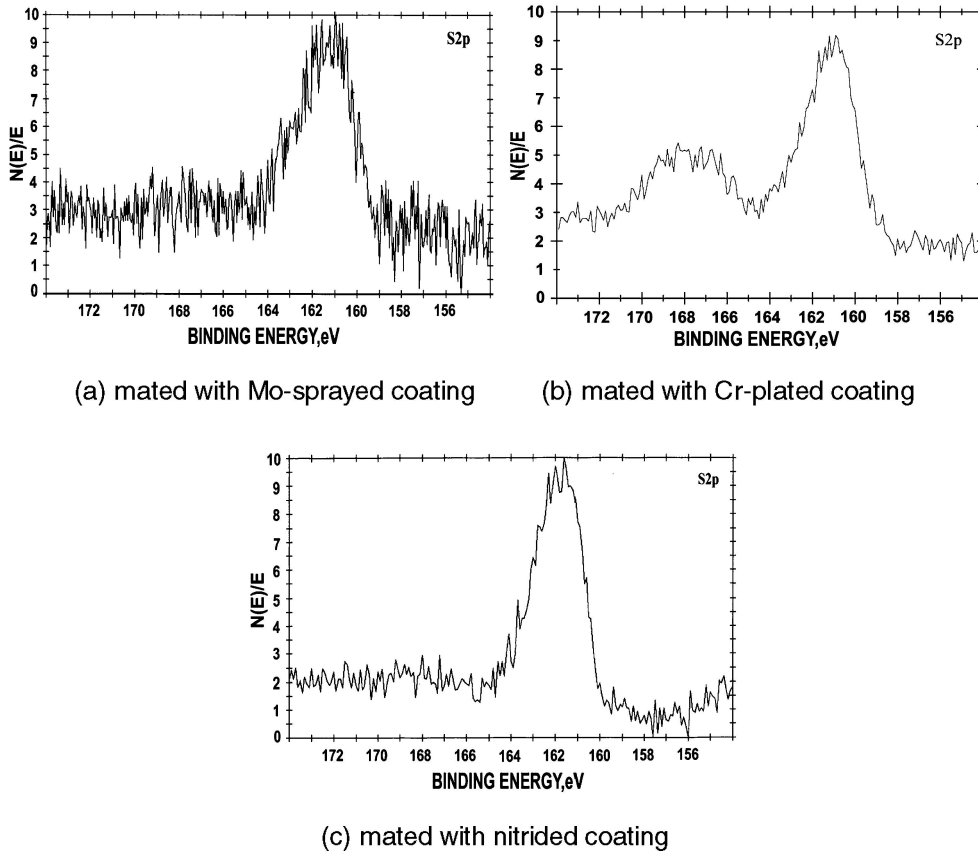 S2p
N(E)/E
10
9
8
7
6
5
4
3
2
1
0
172 170 168 166 164 162 160 158 156
BINDING ENERGY,eV
(a) mated with Mo-sprayed coating
S2p
N(E)/E
10
9
8
7
6
5
4
3
2
1
0
172 170 168 166 164 162 160 158 156
BINDING ENERGY,eV
(b) mated with Cr-plated coating
S2p
N(E)/E
10
9
8
7
6
5
4
3
2
1
0
172 170 168 166 164 162 160 158 156
BINDING ENERGY,eV
(c) mated with nitrided coating